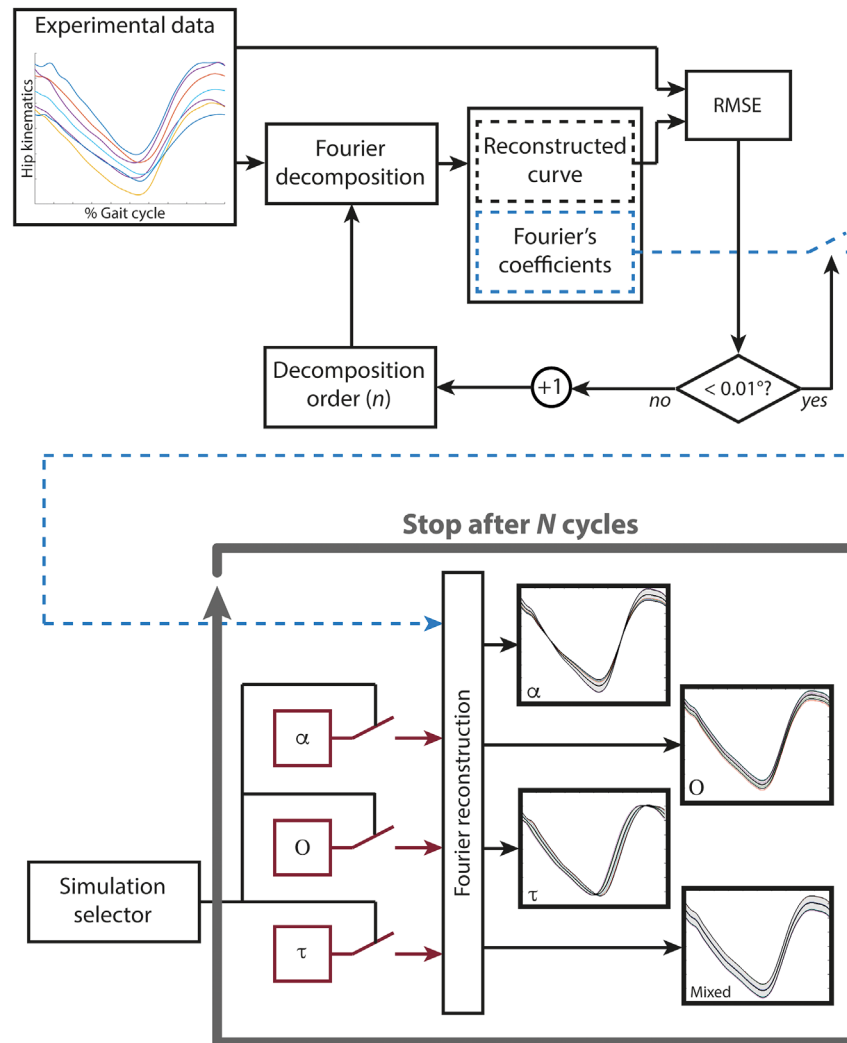 Experimental data
Hip kinematics
% Gait cycle
Fourier
decomposition
Reconstructed
curve
Fourier's
coefficients
RMSE
Decomposition
order (n)
+1
no
< 0.01°?
yes
Stop after N cycles
Simulation
selector
α
O
τ
Fourier reconstruction
α
O
τ
Mixed